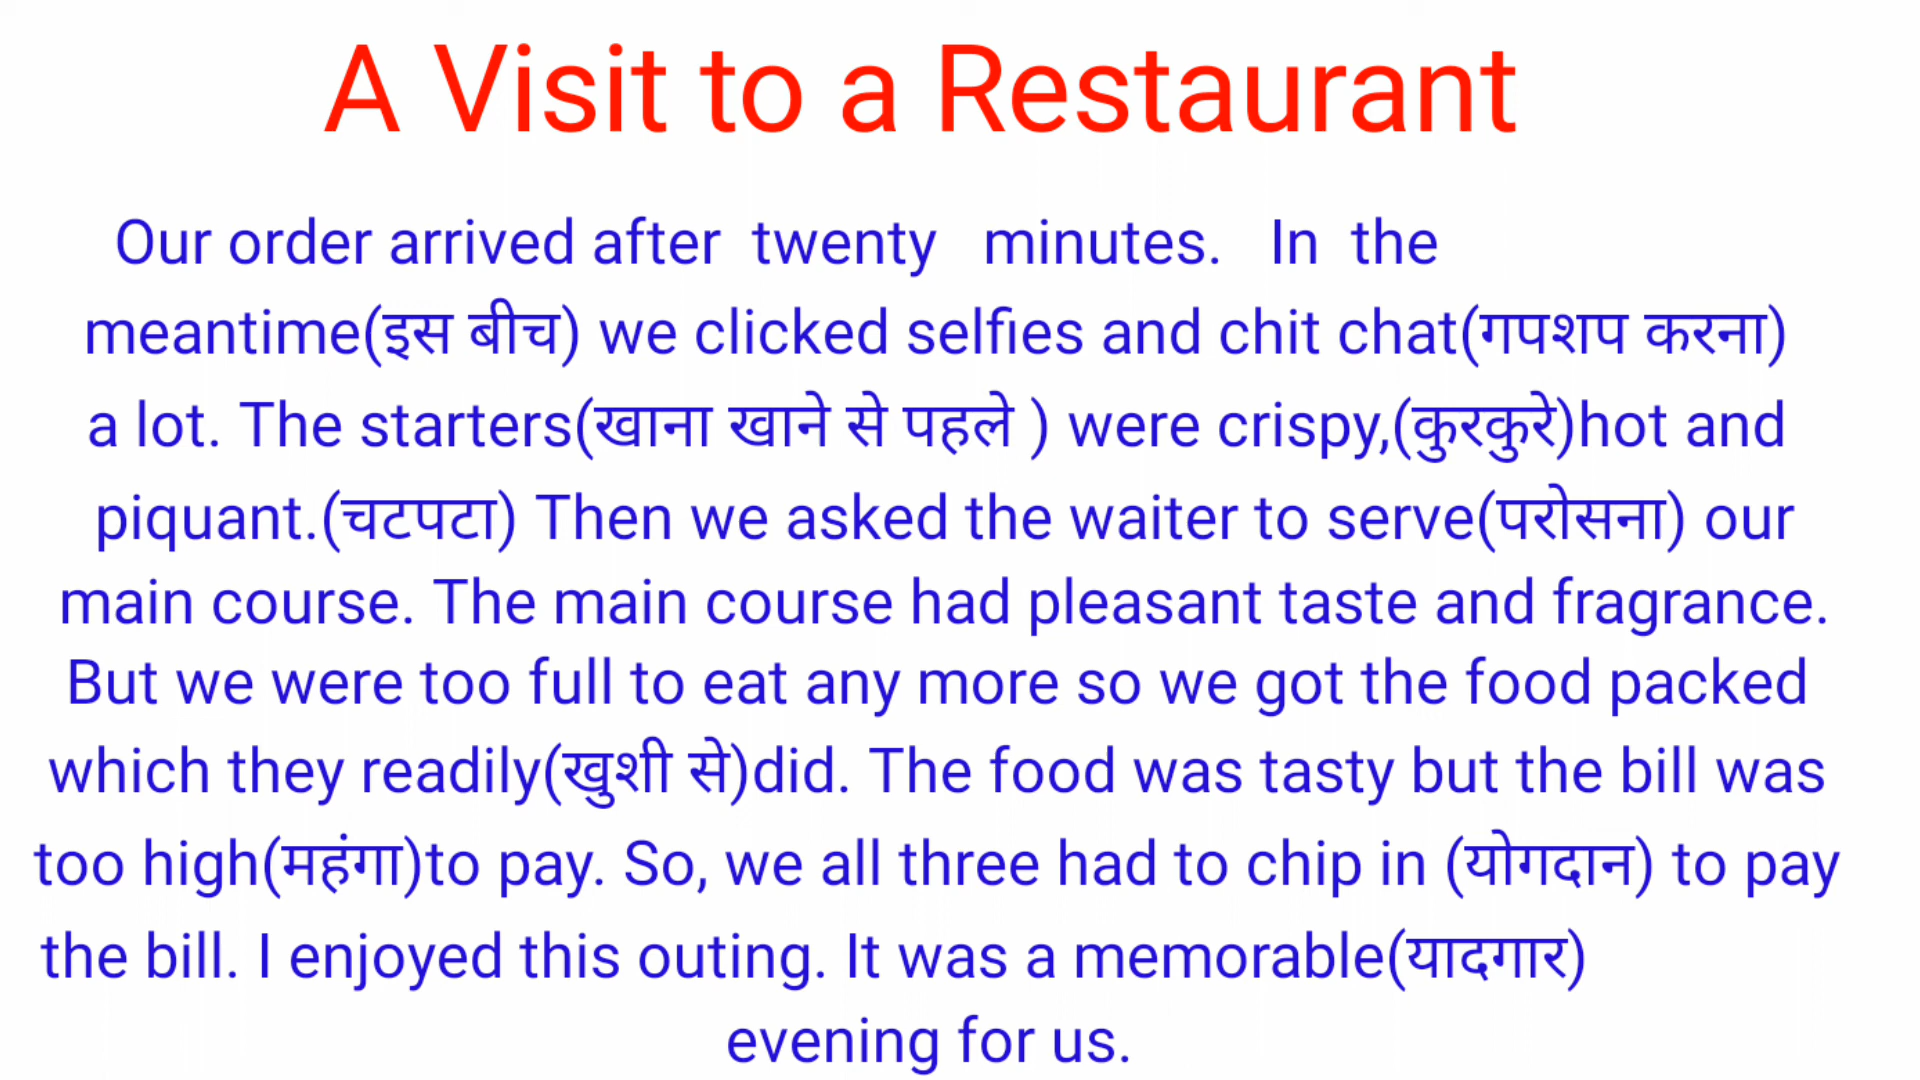 A Visit to a Restaurant
Our order arrived after twenty minutes. In the
meantime(इस बीच) we clicked selfies and chit chat(गपशप करना)
a lot. The starters(खाना खाने से पहले ) were crispy,(कुरकुरे)hot and
piquant.(चटपटा) Then we asked the waiter to serve(परोसना) our
main course. The main course had pleasant taste and fragrance.
But we were too full to eat any more so we got the food packed
which they readily(खुशी से)did. The food was tasty but the bill was
too high(महंगा)to pay. So, we all three had to chip in (योगदान) to pay
the bill. I enjoyed this outing. It was a memorable(यादगार)
evening for us.